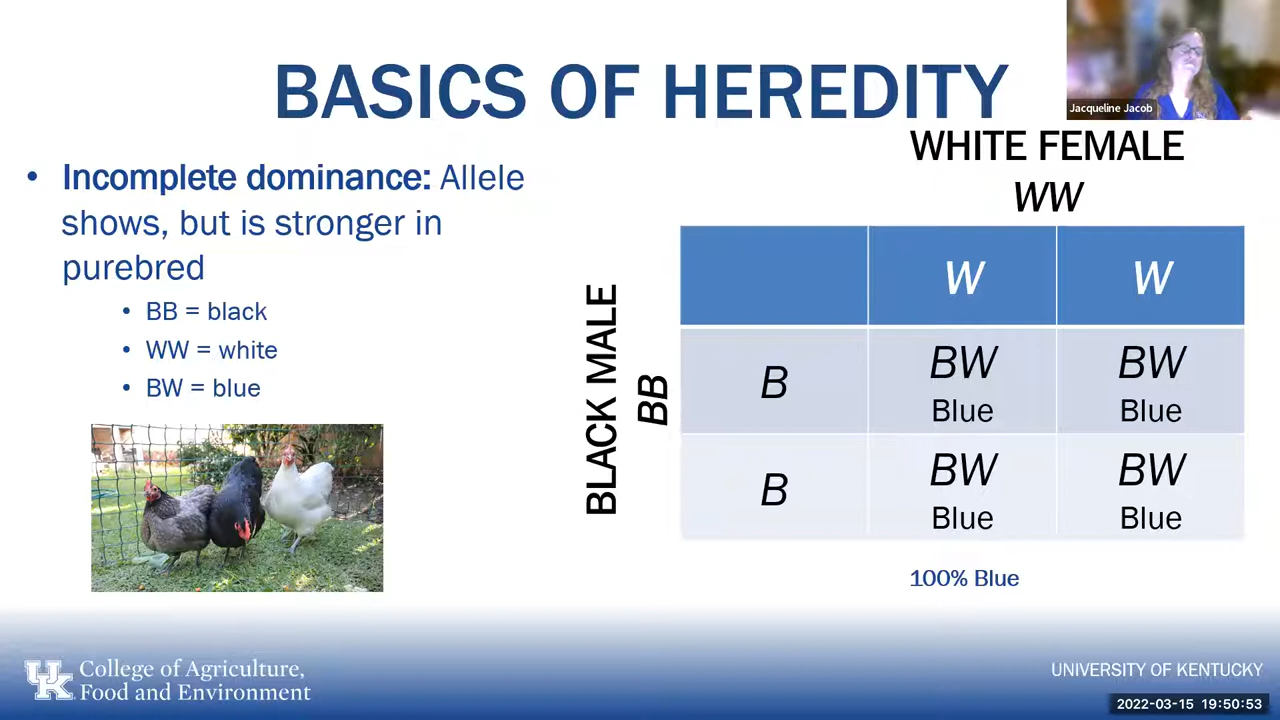 BASICS OF HEREDITY
Jacqueline Jacob
• Incomplete dominance: Allele
shows, but is stronger in
purebred
• BB = black
• WW = white
• BW = blue
WHITE FEMALE
WW
BLACK MALE
BB
W W
B BW BW
Blue Blue
B BW BW
Blue Blue
100% Blue
UK College of Agriculture,
Food and Environment
UNIVERSITY OF KENTUCKY
2022-03-15 19:50:53